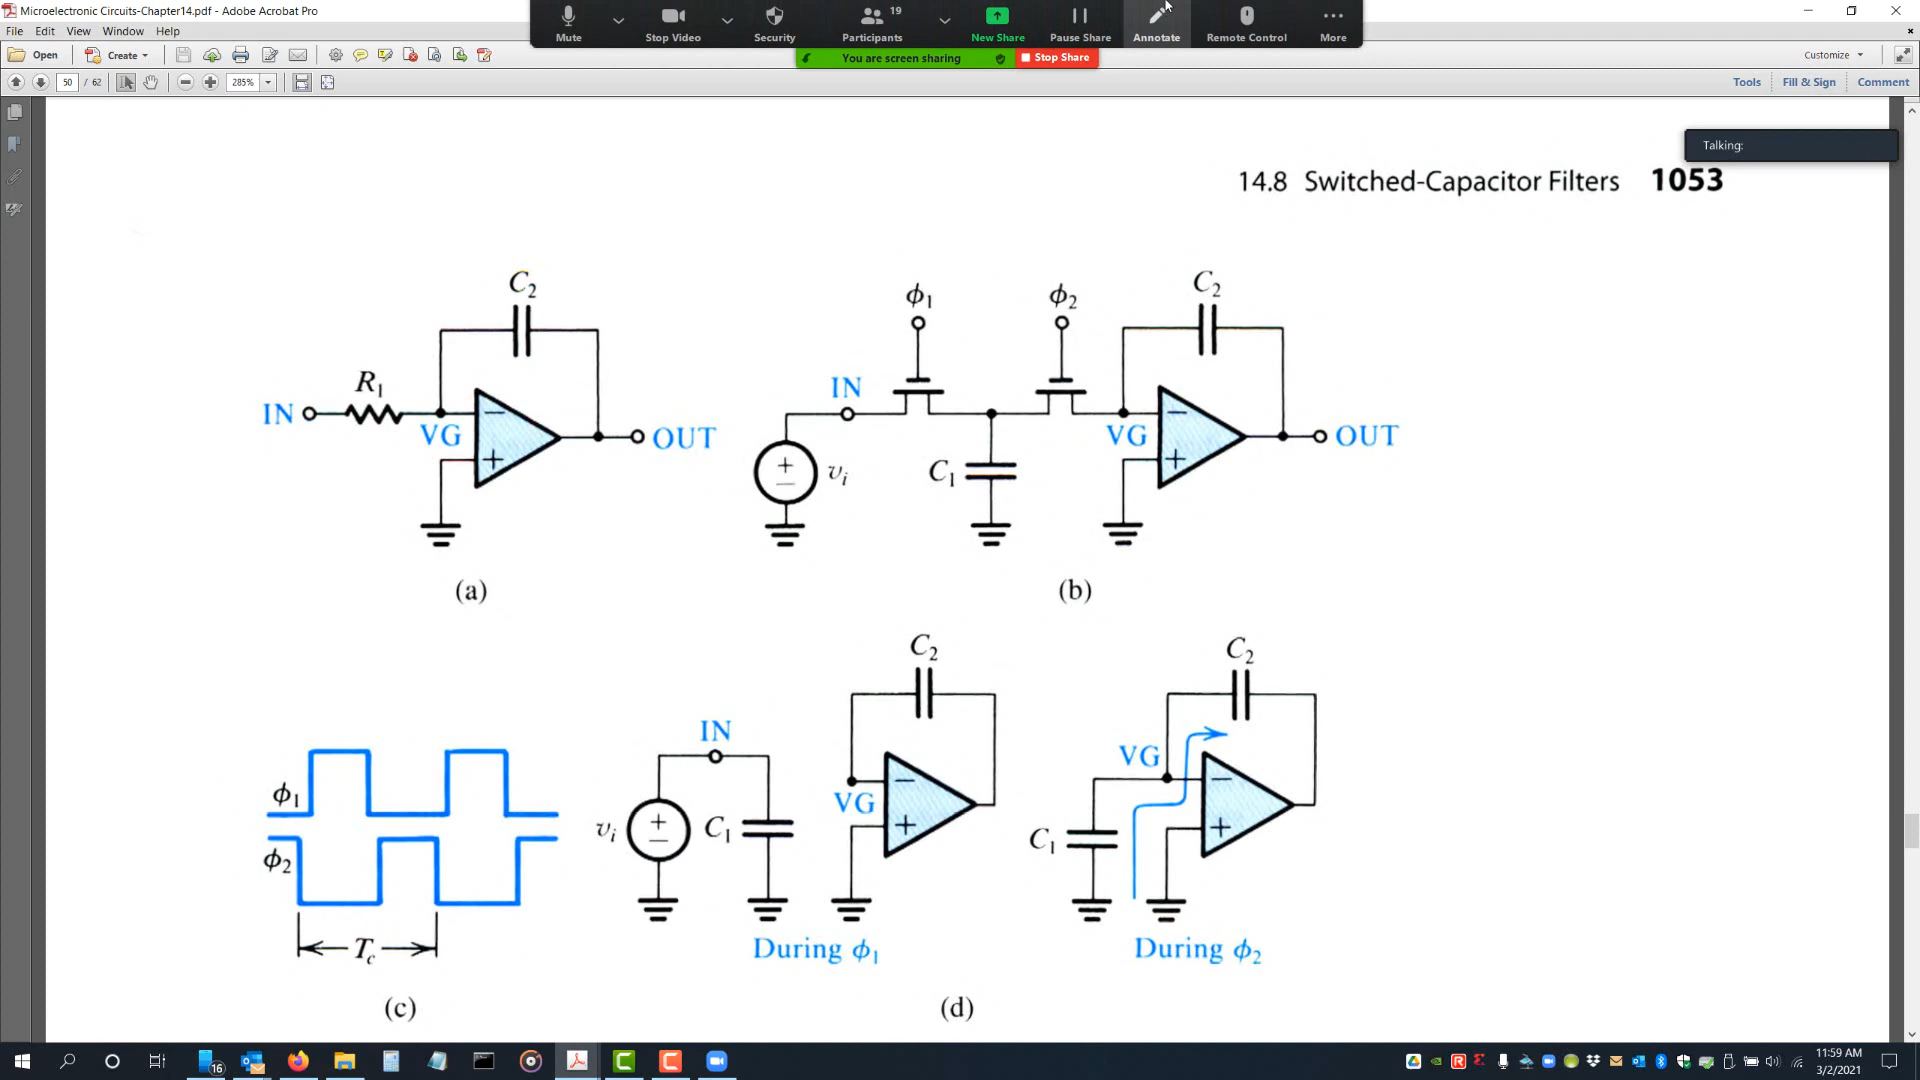 Microelectronic Circuits-Chapter14.pdf - Adobe Acrobat Pro
File Edit View Window Help
Mute
Stop Video
Security
19
Participants
New Share
Pause Share
Annotate
Remote Control
More
You are screen sharing
Stop Share
Open
Create
Customize
50 / 62
285%
Tools
Fill & Sign
Comment
Talking:
14.8 Switched-Capacitor Filters 1053
C2
R1
IN
VG
OUT
(a)
ϕ1
ϕ2
C2
IN
VG
OUT
vi
C1
(b)
ϕ1
ϕ2
Tc
(c)
IN
vi
C1
C2
VG
During ϕ1
C2
VG
C1
During ϕ2
(d)
16
11:59 AM
3/2/2021